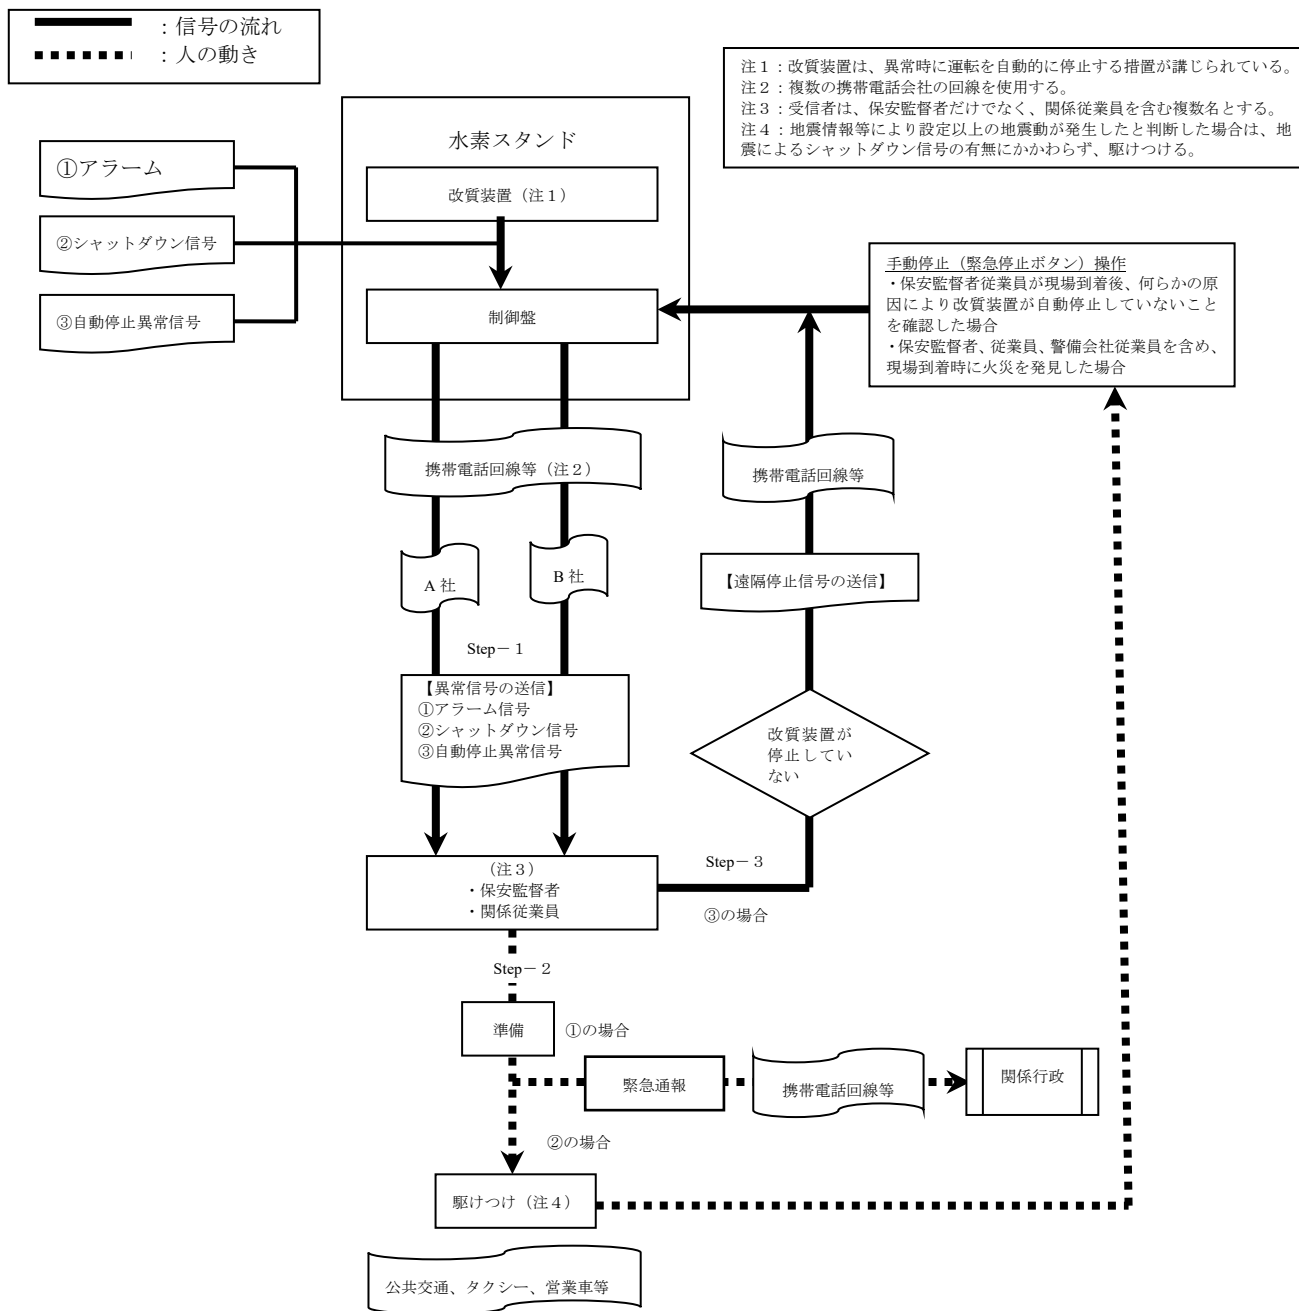 ：信号の流れ
：人の動き
注１：改質装置は、異常時に運転を自動的に停止する措置が講じられている。
注２：複数の携帯電話会社の回線を使用する。
注３：受信者は、保安監督者だけでなく、関係従業員を含む複数名とする。
注４：地震情報等により設定以上の地震動が発生したと判断した場合は、地
震によるシャットダウン信号の有無にかかわらず、駆けつける。
水素スタンド
①アラーム
改質装置（注１）
②シャットダウン信号
③自動停止異常信号
制御盤
手動停止（緊急停止ボタン）操作
・保安監督者従業員が現場到着後、何らかの原
因により改質装置が自動停止していないこと
を確認した場合
・保安監督者、従業員、警備会社従業員を含め、
現場到着時に火災を発見した場合
携帯電話回線等（注２）
携帯電話回線等
A 社
B 社
【遠隔停止信号の送信】
Step－１
【異常信号の送信】
①アラーム信号
②シャットダウン信号
③自動停止異常信号
改質装置が
停止してい
ない
（注３）
・保安監督者
・関係従業員
Step－３
③の場合
Step－２
準備
①の場合
緊急通報
携帯電話回線等
関係行政
②の場合
駆けつけ（注４）
公共交通、タクシー、営業車等